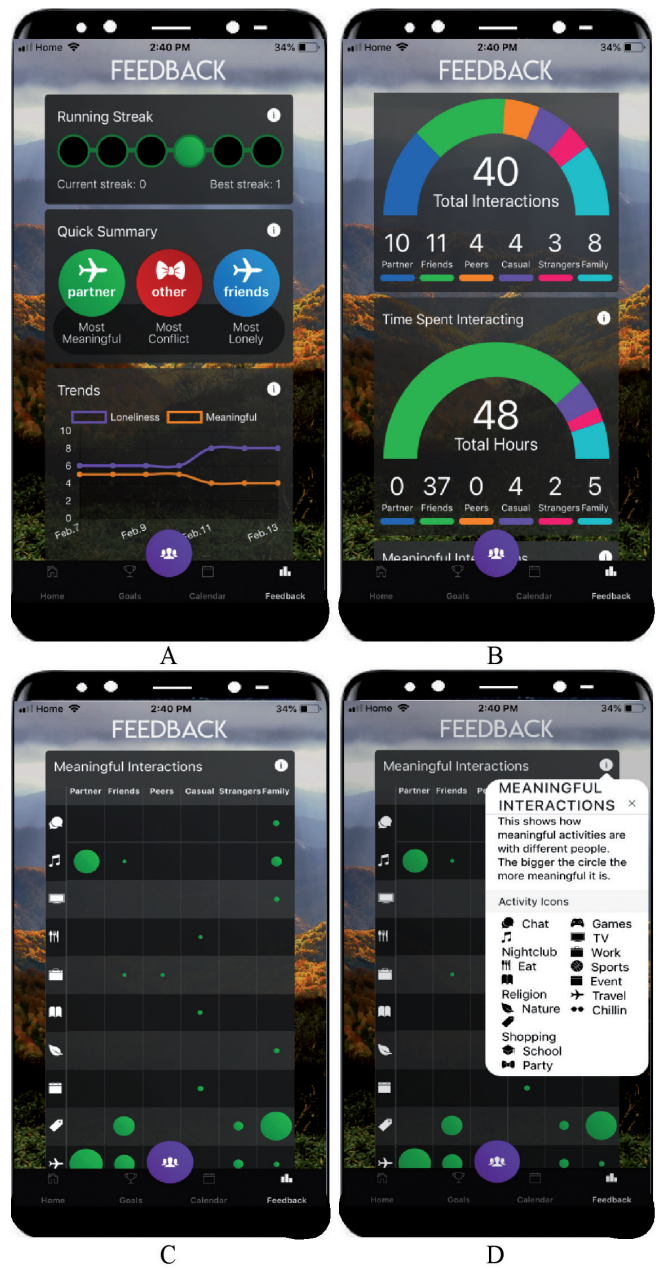 Home 2:40 PM 34%
FEEDBACK
Running Streak
Current streak: 0 Best streak: 1
Quick Summary
partner other friends
Most Meaningful Most Conflict Most Lonely
Trends
Loneliness Meaningful
10
8
6
4
2
0
Feb.7 Feb.9 Feb.11 Feb.13
Home Goals Calendar Feedback
A
Home 2:40 PM 34%
FEEDBACK
40
Total Interactions
10 11 4 4 3 8
Partner Friends Peers Casual Strangers Family
Time Spent Interacting
48
Total Hours
0 37 0 4 2 5
Partner Friends Peers Casual Strangers Family
Home Goals Calendar Feedback
B
Home 2:40 PM 34%
FEEDBACK
Meaningful Interactions
Partner Friends Peers Casual Strangers Family
Home Goals Calendar Feedback
C
Home 2:40 PM 34%
FEEDBACK
Meaningful Interactions
Partner Friends
MEANINGFUL
INTERACTIONS ×
This shows how
meaningful activities are
with different people.
The bigger the circle the
more meaningful it is.
Activity Icons
Chat Games
TV
Nightclub Work
Eat Sports
Event
Religion Travel
Nature Chillin
Shopping
School
Party
Home Goals Calendar Feedback
D